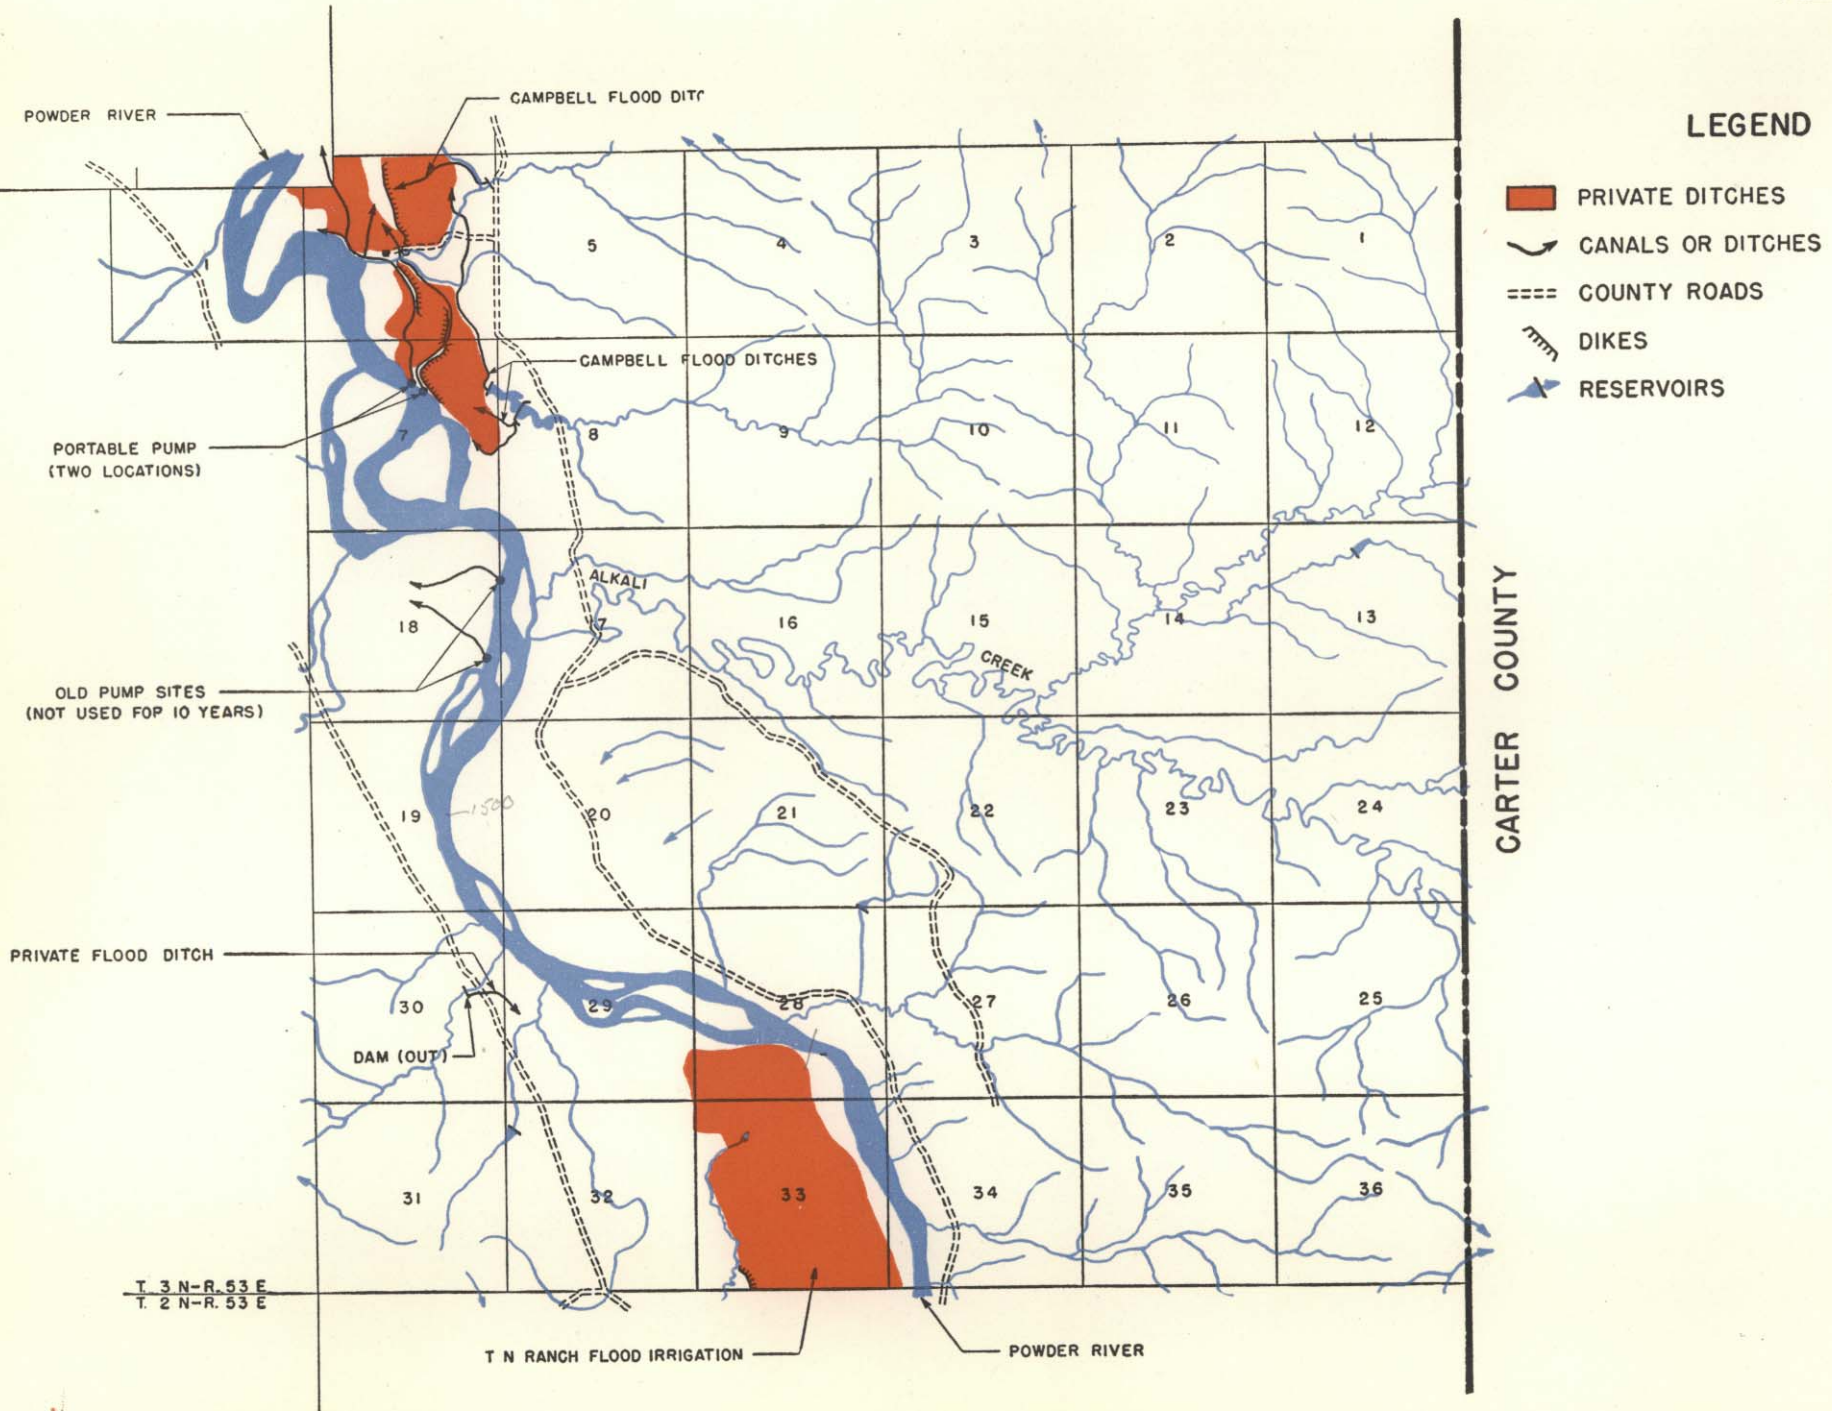 CAMPBELL FLOOD DITC
POWDER RIVER
LEGEND
PRIVATE DITCHES
CANALS OR DITCHES
COUNTY ROADS
DIKES
RESERVOIRS
5
4
3
2
1
CAMPBELL FLOOD DITCHES
PORTABLE PUMP
(TWO LOCATIONS)
7
8
9
10
11
12
ALKALI
18
7
16
15
14
13
CREEK
OLD PUMP SITES
(NOT USED FOP 10 YEARS)
CARTER COUNTY
19
1500
20
21
22
23
24
PRIVATE FLOOD DITCH
30
29
28
27
26
25
DAM (OUT)
31
32
33
34
35
36
T. 3 N-R. 53 E
T. 2 N-R. 53 E
T N RANCH FLOOD IRRIGATION
POWDER RIVER